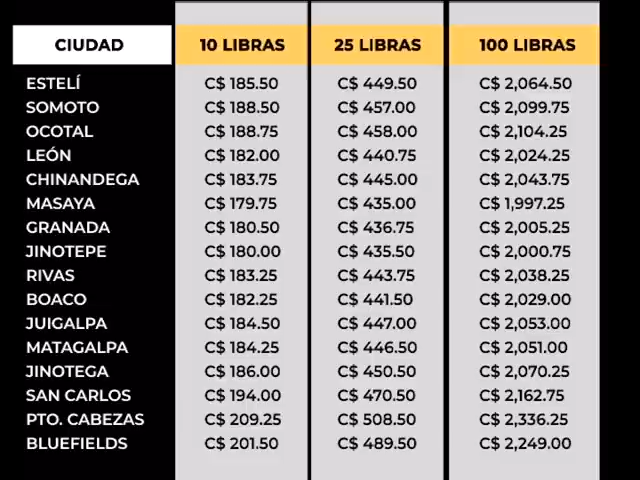 CIUDAD 10 LIBRAS 25 LIBRAS 100 LIBRAS
ESTELÍ C$ 185.50 C$ 449.50 C$ 2,064.50
SOMOTO C$ 188.50 C$ 457.00 C$ 2,099.75
OCOTAL C$ 188.75 C$ 458.00 C$ 2,104.25
LEÓN C$ 182.00 C$ 440.75 C$ 2,024.25
CHINANDEGA C$ 183.75 C$ 445.00 C$ 2,043.75
MASAYA C$ 179.75 C$ 435.00 C$ 1,997.25
GRANADA C$ 180.50 C$ 436.75 C$ 2,005.25
JINOTEPE C$ 180.00 C$ 435.50 C$ 2,000.75
RIVAS C$ 183.25 C$ 443.75 C$ 2,038.25
BOACO C$ 182.25 C$ 441.50 C$ 2,029.00
JUIGALPA C$ 184.50 C$ 447.00 C$ 2,053.00
MATAGALPA C$ 184.25 C$ 446.50 C$ 2,051.00
JINOTEGA C$ 186.00 C$ 450.50 C$ 2,070.25
SAN CARLOS C$ 194.00 C$ 470.50 C$ 2,162.75
PTO. CABEZAS C$ 209.25 C$ 508.50 C$ 2,336.25
BLUEFIELDS C$ 201.50 C$ 489.50 C$ 2,249.00